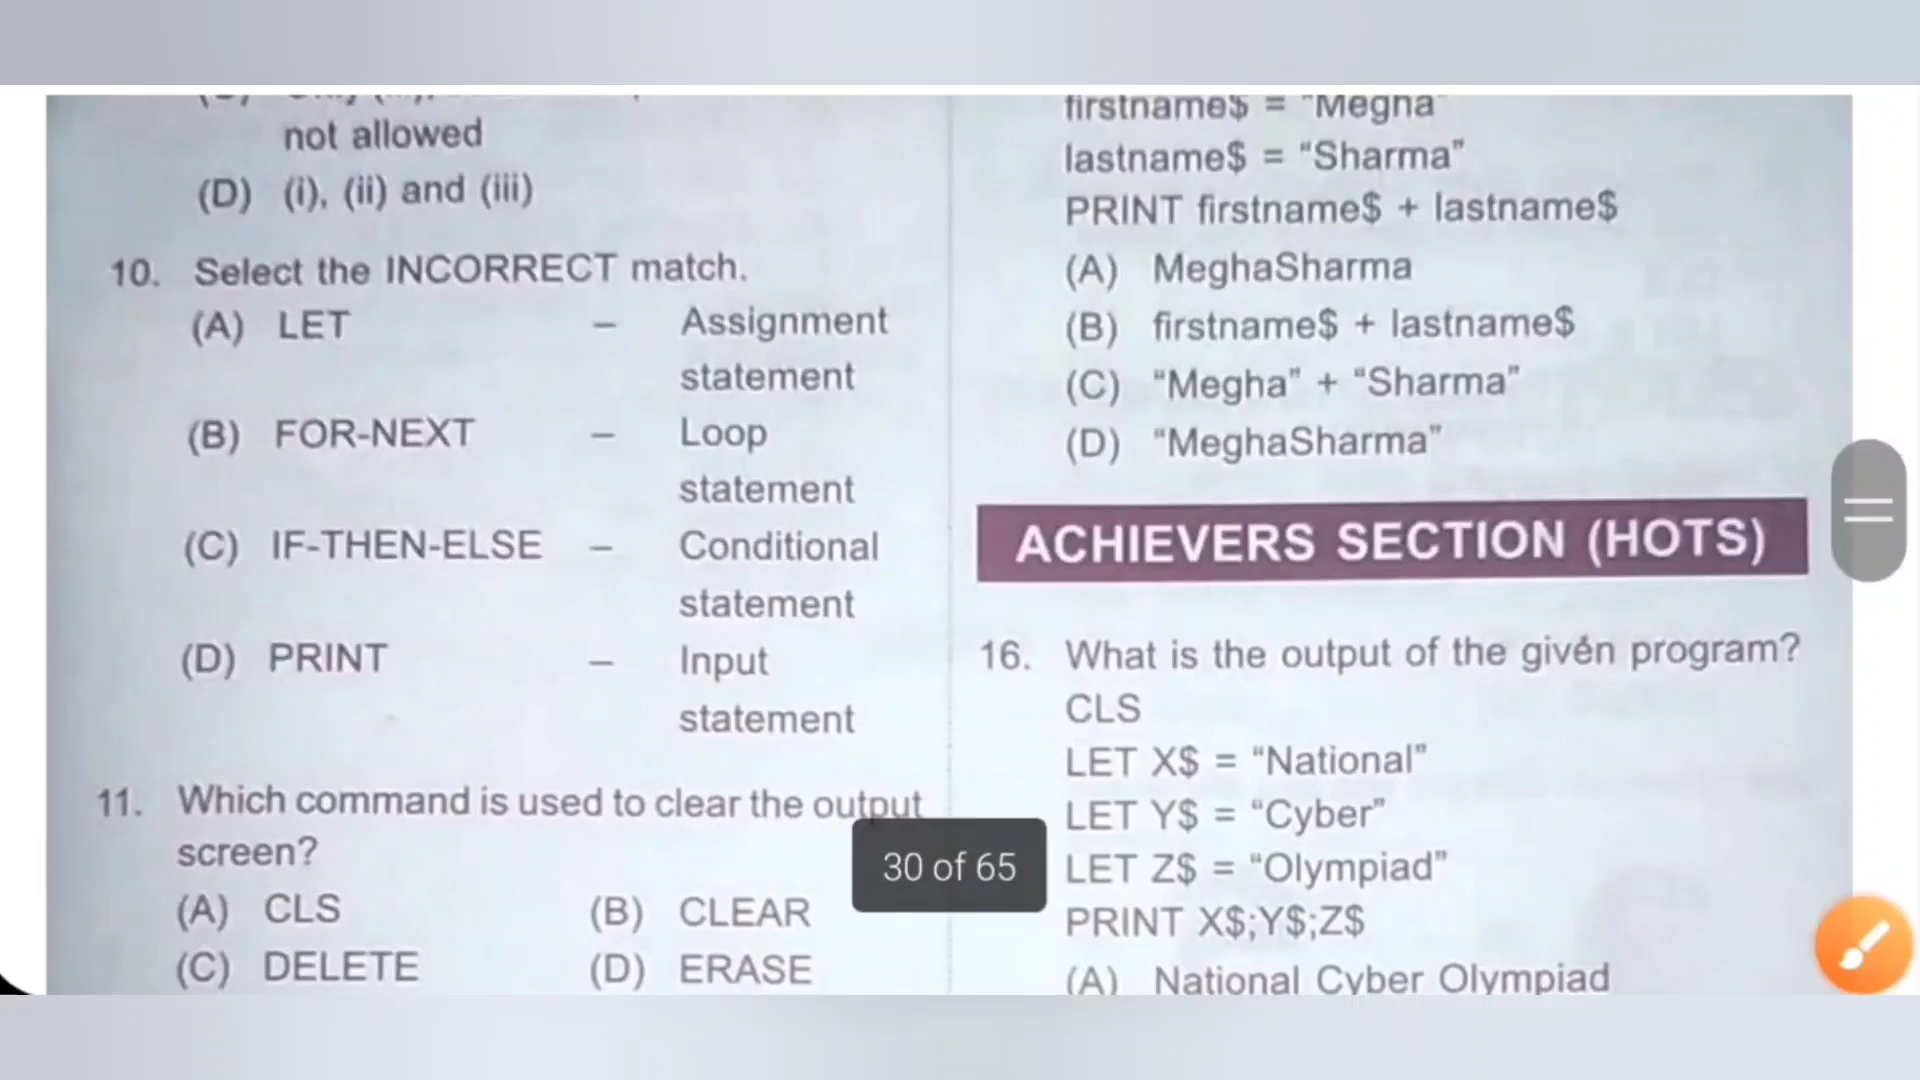 not allowed
(D) (i), (ii) and (iii)
10. Select the INCORRECT match.
(A) LET – Assignment
statement
(B) FOR-NEXT – Loop
statement
(C) IF-THEN-ELSE – Conditional
statement
(D) PRINT – Input
statement
11. Which command is used to clear the output
screen?
(A) CLS (B) CLEAR
(C) DELETE (D) ERASE
firstname$ = "Megha"
lastname$ = “Sharma”
PRINT firstname$ + lastname$
(A) MeghaSharma
(B) firstname$ + lastname$
(C) “Megha” + “Sharma”
(D) “MeghaSharma”
ACHIEVERS SECTION (HOTS)
16. What is the output of the given program?
CLS
LET X$ = “National”
LET Y$ = “Cyber”
LET Z$ = “Olympiad”
PRINT X$;Y$;Z$
(A) National Cyber Olympiad
30 of 65